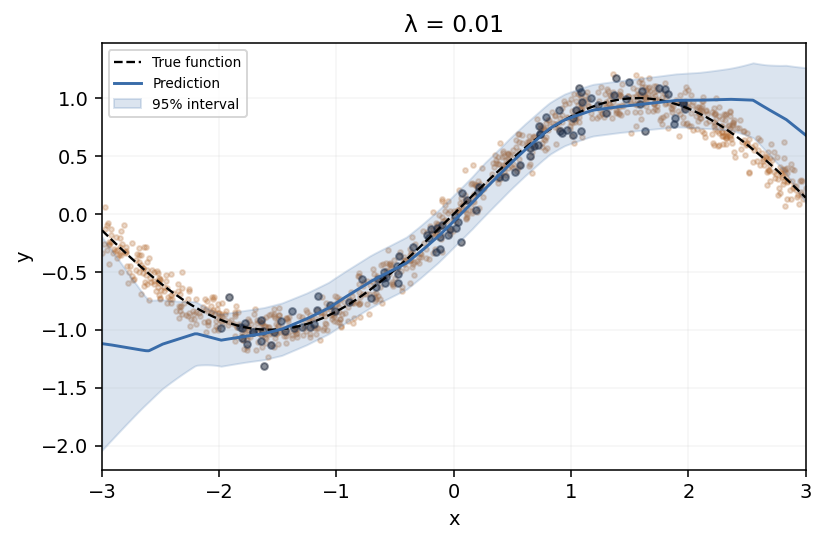 λ = 0.01
True function
Prediction
95% interval
1.0
0.5
0.0
−0.5
−1.0
−1.5
−2.0
y
−3
−2
−1
0
1
2
3
x